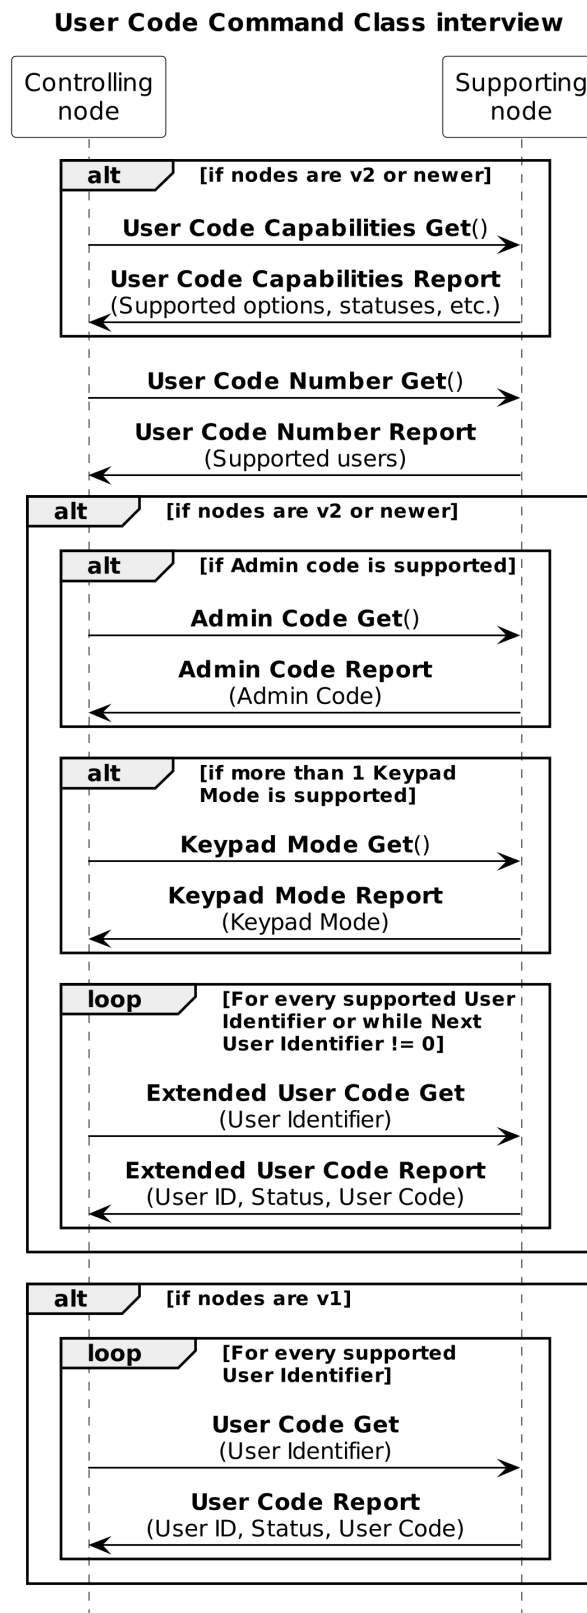 User Code Command Class interview
Controlling
node
Supporting
node
alt
[if nodes are v2 or newer]
User Code Capabilities Get()
User Code Capabilities Report
(Supported options, statuses, etc.)
User Code Number Get()
User Code Number Report
(Supported users)
alt
[if nodes are v2 or newer]
alt
[if Admin code is supported]
Admin Code Get()
Admin Code Report
(Admin Code)
alt
[if more than 1 Keypad
Mode is supported]
Keypad Mode Get()
Keypad Mode Report
(Keypad Mode)
loop
[For every supported User
Identifier or while Next
User Identifier != 0]
Extended User Code Get
(User Identifier)
Extended User Code Report
(User ID, Status, User Code)
alt
[if nodes are v1]
loop
[For every supported
User Identifier]
User Code Get
(User Identifier)
User Code Report
(User ID, Status, User Code)